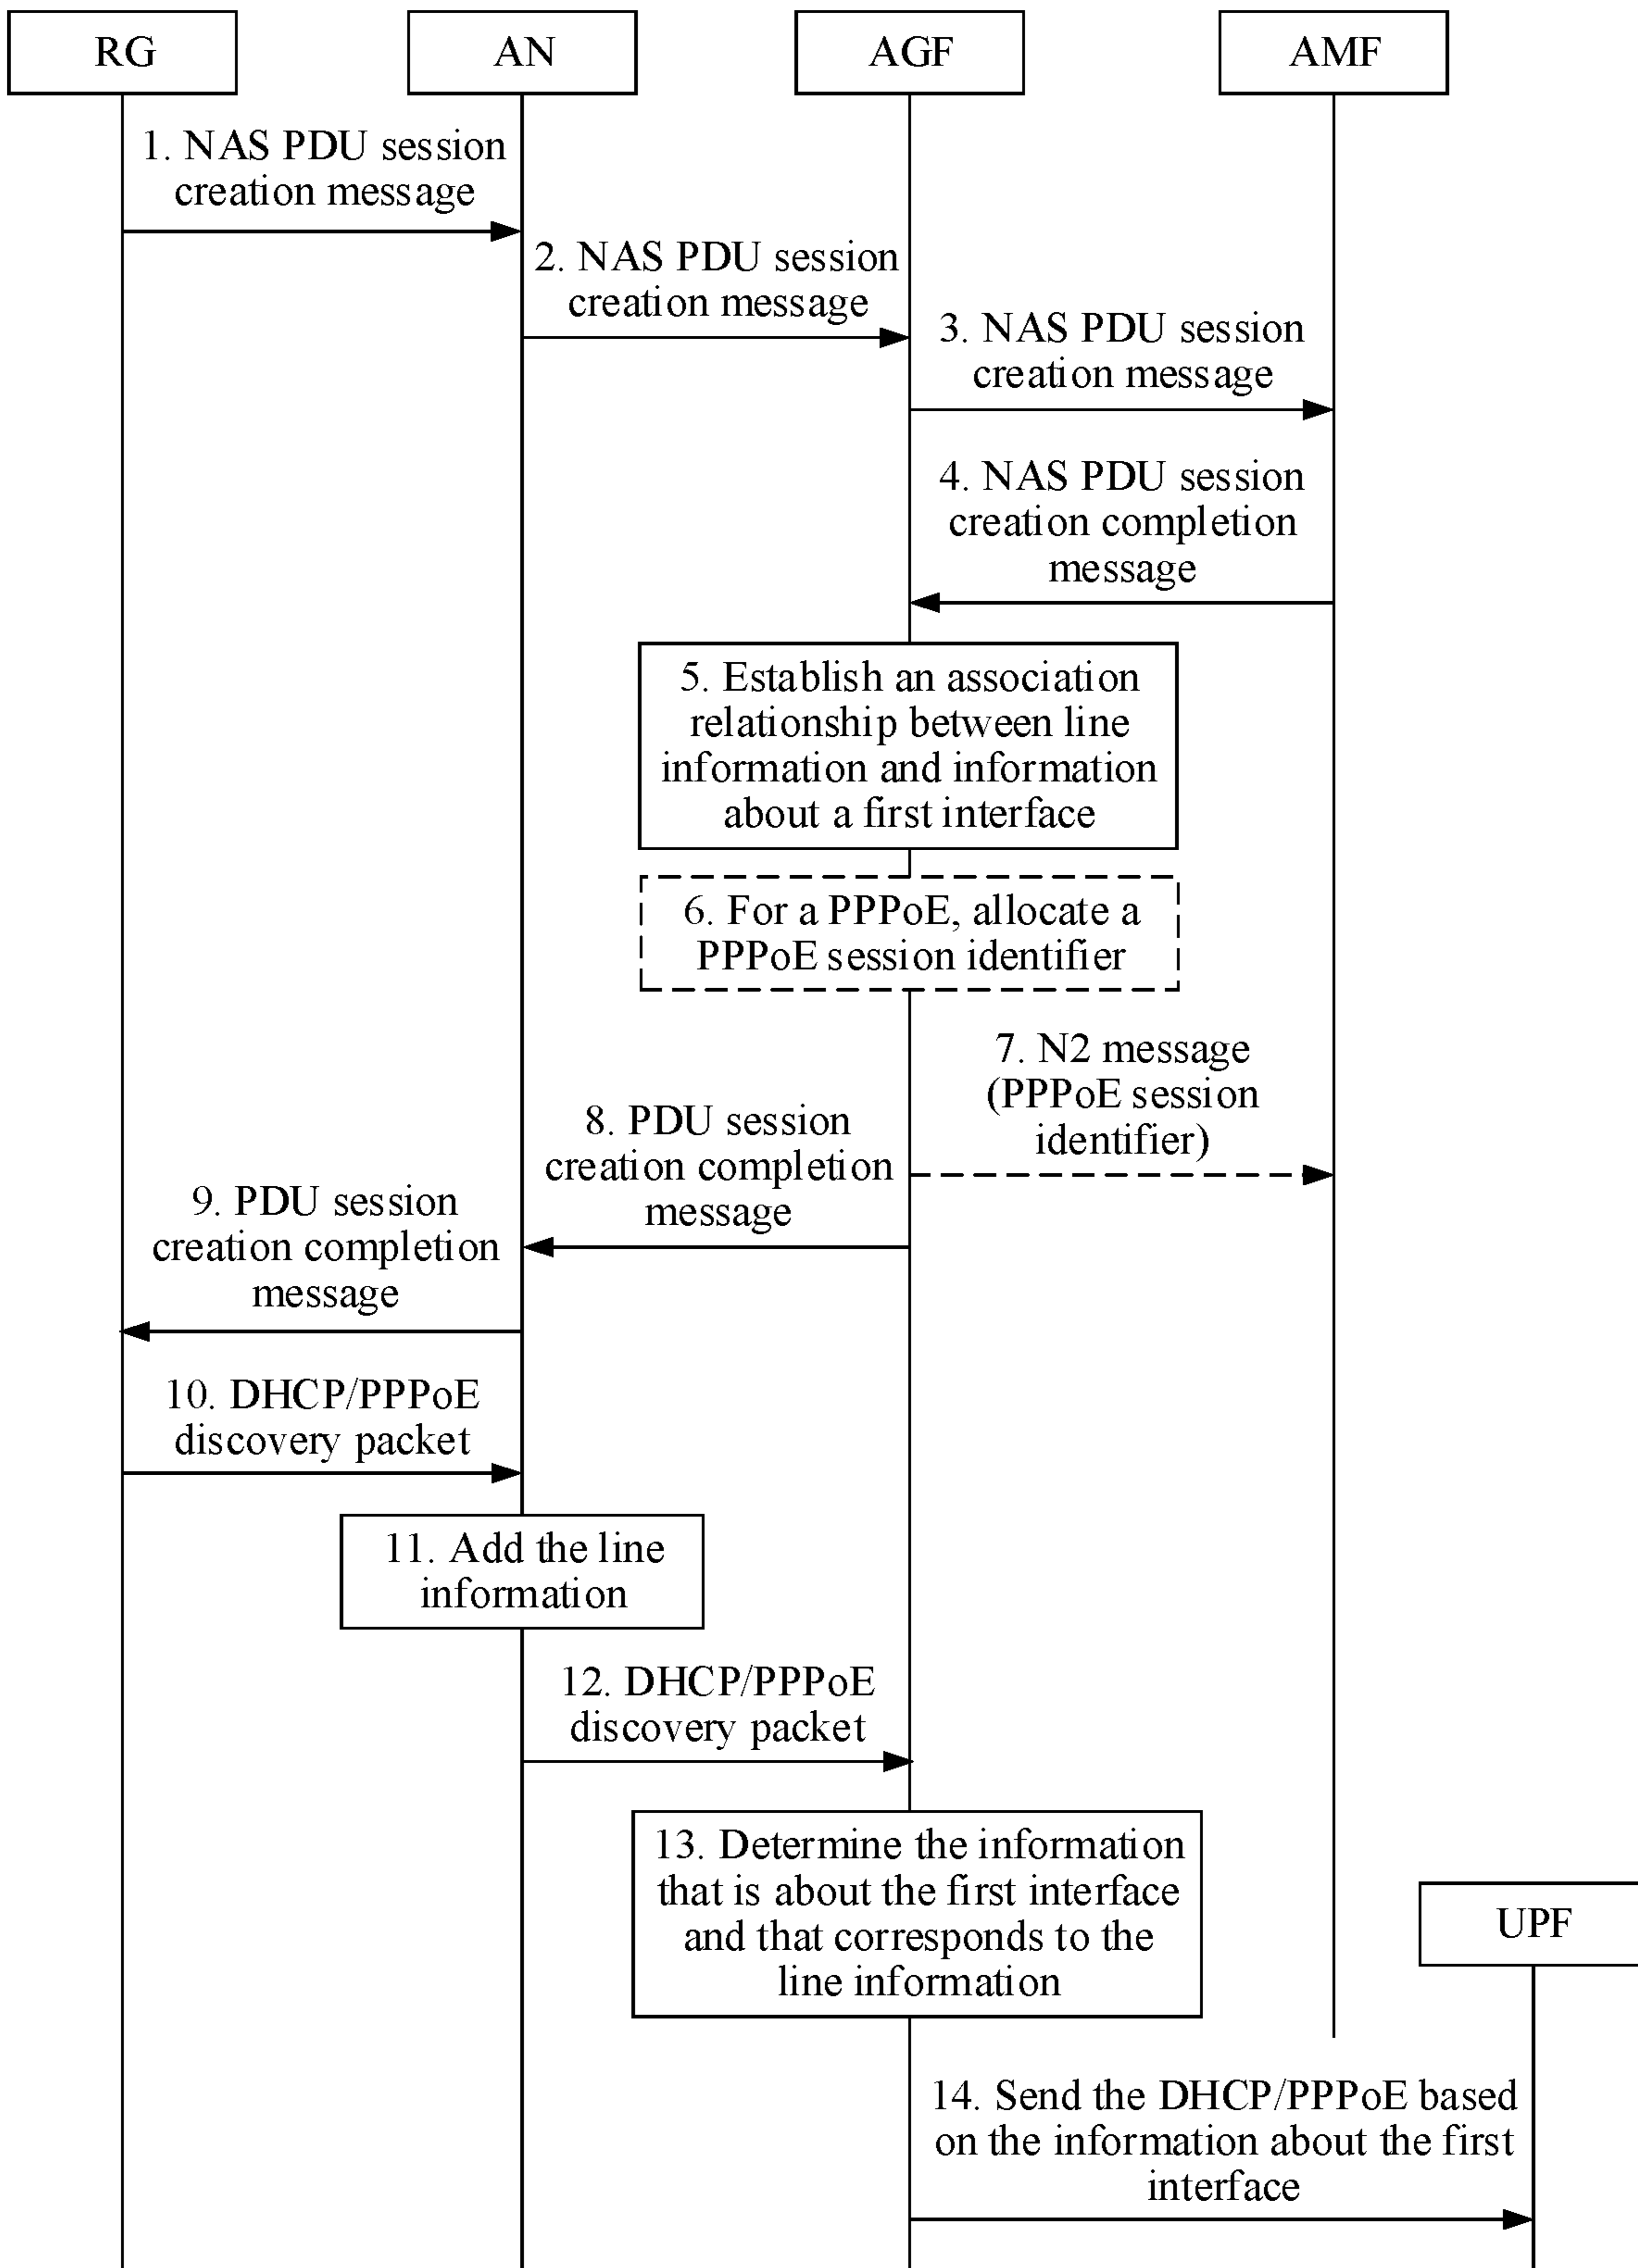 RG
AN
AGF
AMF
1. NAS PDU session
creation message
2. NAS PDU session
creation message
3. NAS PDU session
creation message
4. NAS PDU session
creation completion
message
5. Establish an association
relationship between line
information and information
about a first interface
6. For a PPPoE, allocate a
PPPoE session identifier
7. N2 message
(PPPoE session
identifier)
8. PDU session
creation completion
message
9. PDU session
creation completion
message
10. DHCP/PPPoE
discovery packet
11. Add the line
information
12. DHCP/PPPoE
discovery packet
13. Determine the information
that is about the first interface
and that corresponds to the
line information
UPF
14. Send the DHCP/PPPoE based
on the information about the first
interface